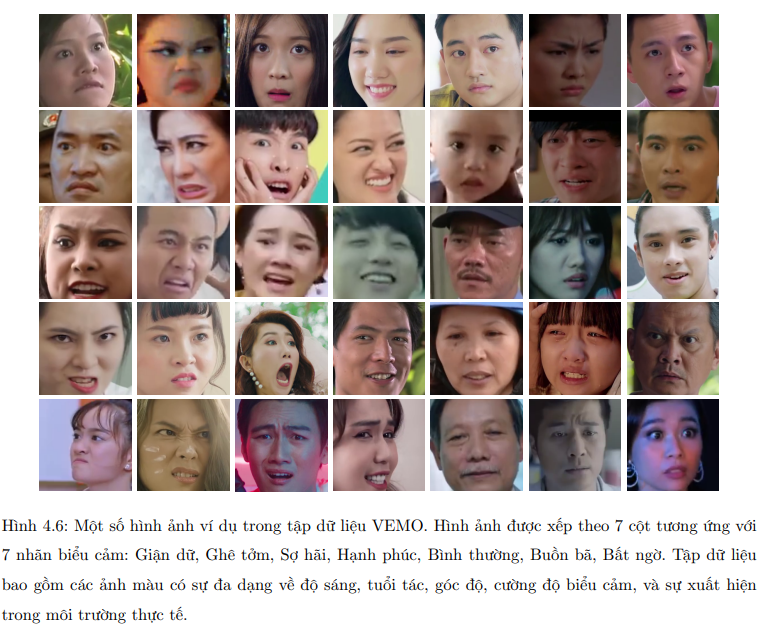 Hình 4.6: Một số hình ảnh ví dụ trong tập dữ liệu VEMO. Hình ảnh được xếp theo 7 cột tương ứng với
7 nhãn biểu cảm: Giận dữ, Ghê tởm, Sợ hãi, Hạnh phúc, Bình thường, Buồn bã, Bất ngờ. Tập dữ liệu
bao gồm các ảnh màu có sự đa dạng về độ sáng, tuổi tác, góc độ, cường độ biểu cảm, và sự xuất hiện
trong môi trường thực tế.